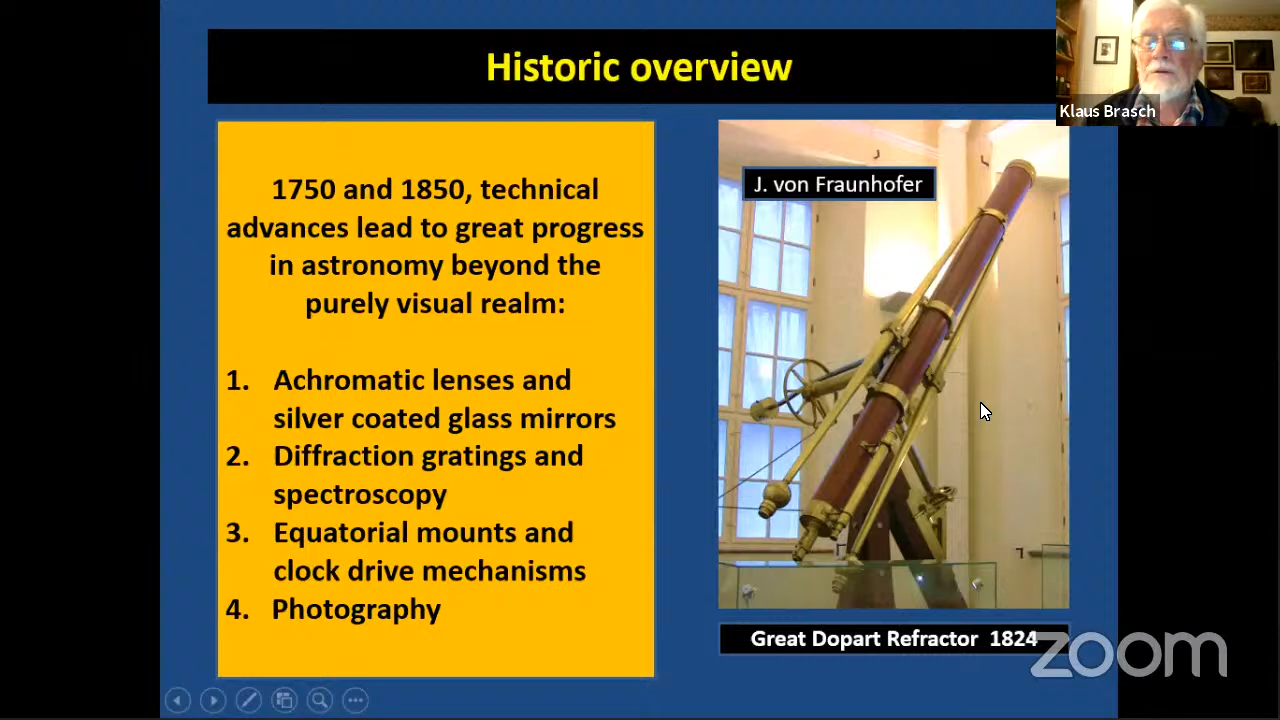 Historic overview
Klaus Brasch
1750 and 1850, technical
advances lead to great progress
in astronomy beyond the
purely visual realm:
1. Achromatic lenses and
silver coated glass mirrors
2. Diffraction gratings and
spectroscopy
3. Equatorial mounts and
clock drive mechanisms
4. Photography
J. von Fraunhofer
Great Dopart Refractor 1824
zoom